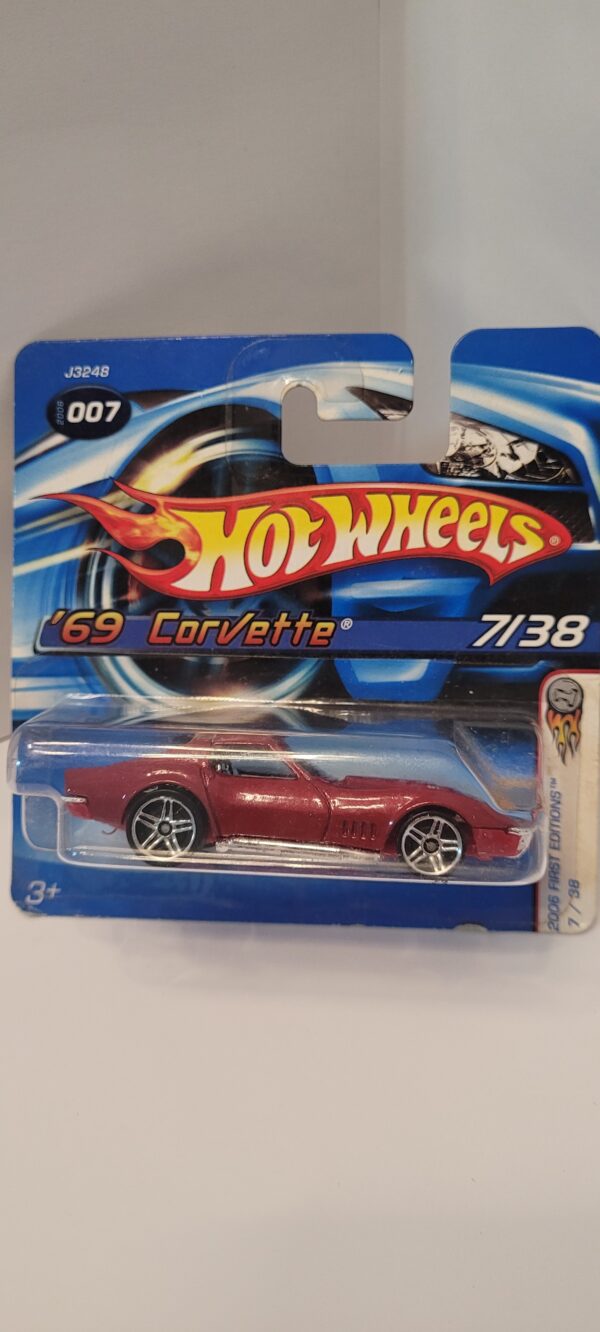 J3248
2006
007
HOT WHEELS ®
'69 Corvette® 7/38
3+
2006 FIRST EDITIONS™
7 / 38